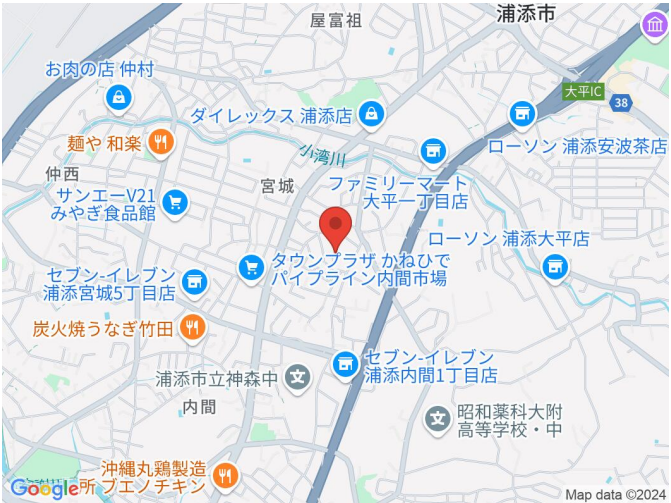 浦添市
屋富祖
お肉の店 仲村
大平IC
38
ダイレックス 浦添店
麺や 和楽
小湾川
ローソン 浦添安波茶店
仲西
宮城
ファミリーマート
大平一丁目店
サンエーV21
みやぎ食品館
ローソン 浦添大平店
タウンプラザ かねひで
パイプライン内間市場
セブン-イレブン
浦添宮城5丁目店
炭火焼うなぎ竹田
セブン-イレブン
浦添内間1丁目店
浦添市立神森中
内間
昭和薬科大附
高等学校・中
沖縄丸鶏製造
所 ブエノチキン
Google
Map data ©2024